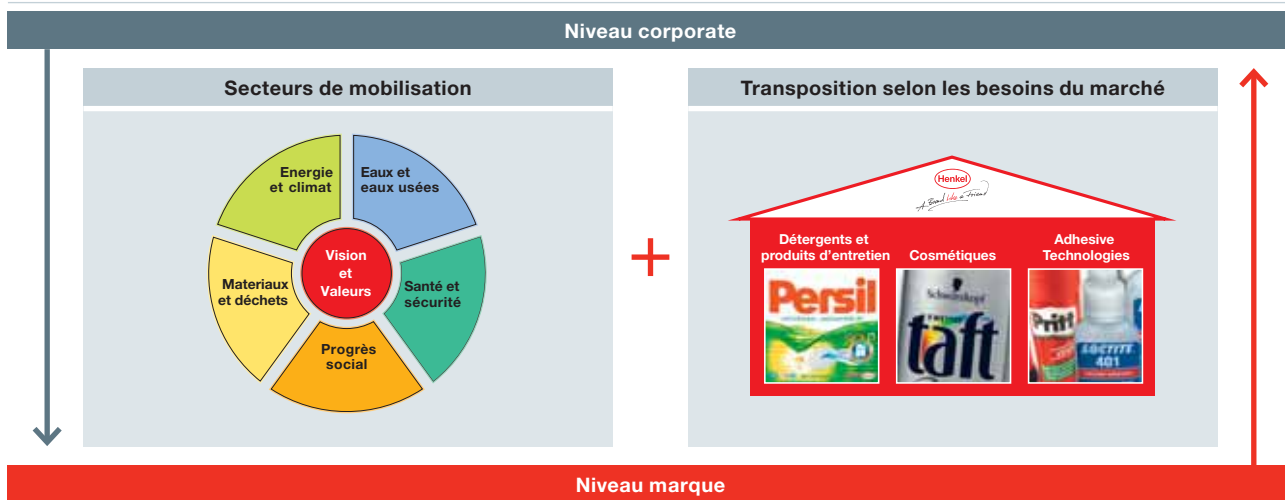 Niveau corporate
Secteurs de mobilisation
Energie
et climat
Eaux et
eaux usées
Materiaux
et déchets
Vision
et
Valeurs
Santé et
sécurité
Progrès
social
+
Transposition selon les besoins du marché
Henkel
A Brand like a Friend
Détergents et
produits d'entretien
Cosmétiques
Adhesive
Technologies
Persil
Schwarzkopf
taft
Pritt
LOCTITE
401
Niveau marque